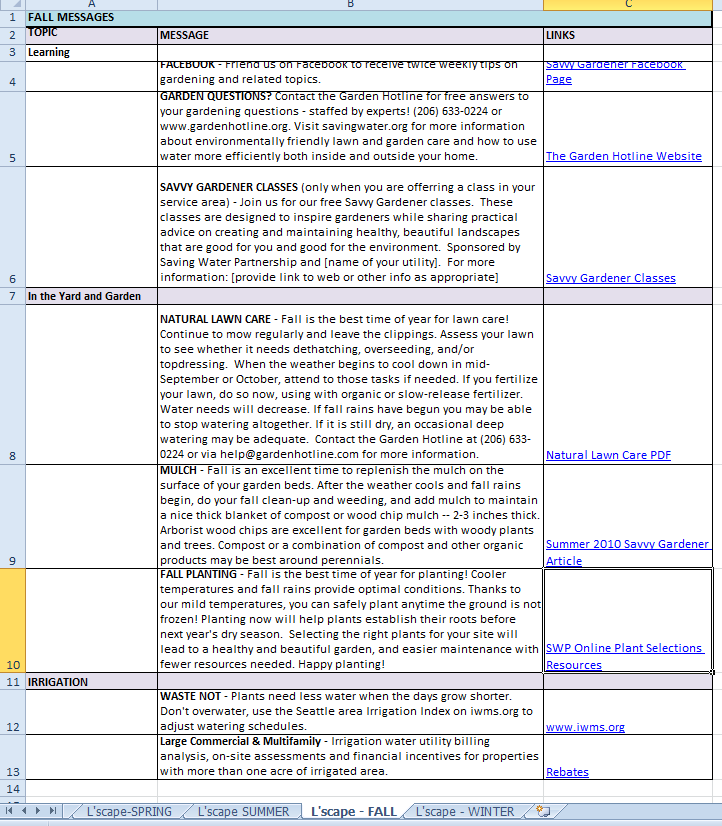 A B C
1 FALL MESSAGES
2 TOPIC MESSAGE LINKS
3 Learning
FACEBOOK - Friend us on Facebook to receive twice weekly tips on
gardening and related topics.
Savvy Gardener Facebook
Page
4
GARDEN QUESTIONS? Contact the Garden Hotline for free answers to
your gardening questions - staffed by experts! (206) 633-0224 or
www.gardenhotline.org. Visit savingwater.org for more information
about environmentally friendly lawn and garden care and how to use
water more efficiently both inside and outside your home.
The Garden Hotline Website
5
SAVVY GARDENER CLASSES (only when you are offerring a class in your
service area) - Join us for our free Savvy Gardener classes.  These
classes are designed to inspire gardeners while sharing practical
advice on creating and maintaining healthy, beautiful landscapes
that are good for you and good for the environment.  Sponsored by
Saving Water Partnership and [name of your utility].  For more
information: [provide link to web or other info as appropriate]
Savvy Gardener Classes
6
7 In the Yard and Garden
NATURAL LAWN CARE - Fall is the best time of year for lawn care!
Continue to mow regularly and leave the clippings. Assess your lawn
to see whether it needs dethatching, overseeding, and/or
topdressing.  When the weather begins to cool down in mid-
September or October, attend to those tasks if needed. If you fertilize
your lawn, do so now, using with organic or slow-release fertilizer.
Water needs will decrease. If fall rains have begun you may be able
to stop watering altogether. If it is still dry, an occasional deep
watering may be adequate.  Contact the Garden Hotline at (206) 633-
0224 or via help@gardenhotline.com for more information.
Natural Lawn Care PDF
8
MULCH - Fall is an excellent time to replenish the mulch on the
surface of your garden beds. After the weather cools and fall rains
begin, do your fall clean-up and weeding, and add mulch to maintain
a nice thick blanket of compost or wood chip mulch -- 2-3 inches thick.
Arborist wood chips are excellent for garden beds with woody plants
and trees. Compost or a combination of compost and other organic
products may be best around perennials.
Summer 2010 Savvy Gardener
Article
9
FALL PLANTING - Fall is the best time of year for planting! Cooler
temperatures and fall rains provide optimal conditions. Thanks to
our mild temperatures, you can safely plant anytime the ground is not
frozen! Planting now will help plants establish their roots before
next year's dry season.  Selecting the right plants for your site will
lead to a healthy and beautiful garden, and easier maintenance with
fewer resources needed. Happy planting!
SWP Online Plant Selections
Resources
10
11 IRRIGATION
WASTE NOT - Plants need less water when the days grow shorter.
Don't overwater, use the Seattle area Irrigation Index on iwms.org to
adjust watering schedules.
www.iwms.org
12
Large Commercial & Multifamily - Irrigation water utility billing
analysis, on-site assessments and financial incentives for properties
with more than one acre of irrigated area.
Rebates
13
14
L'scape-SPRING L'scape SUMMER L'scape - FALL L'scape - WINTER